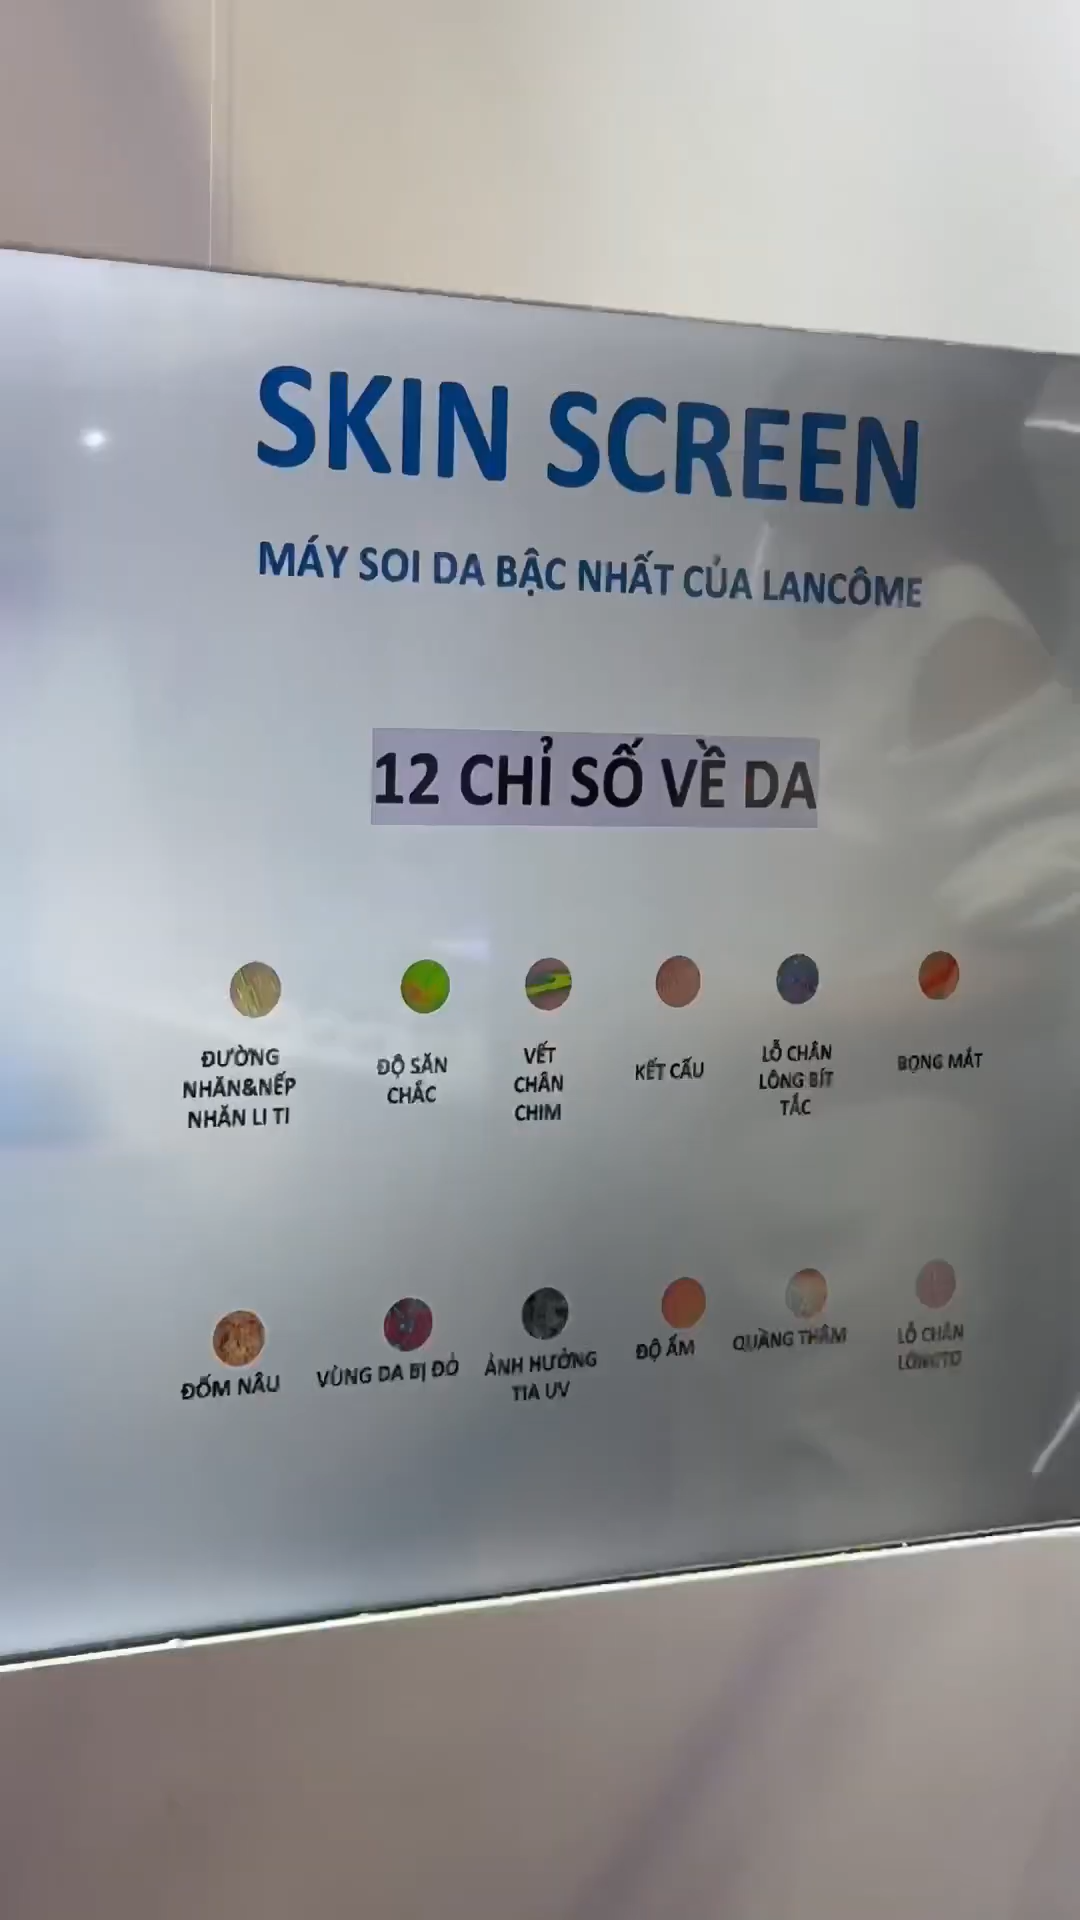 SKIN SCREEN
MÁY SOI DA BẬC NHẤT CỦA LANCÔME
12 CHỈ SỐ VỀ DA
ĐƯỜNG
NHĂN&NẾP
NHĂN LI TI
ĐỘ SĂN
CHẮC
VẾT
CHÂN
CHIM
KẾT CẤU
LỖ CHÂN
LÔNG BÍT
TẮC
BỌNG MẮT
ĐỐM NÂU
VÙNG DA BỊ ĐỎ
ẢNH HƯỞNG
TIA UV
ĐỘ ẨM
QUẦNG THÂM
LỖ CHÂN
LÔNGTO